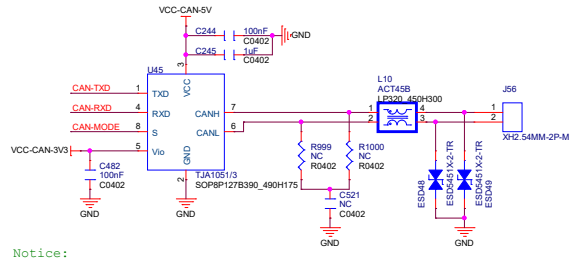 VCC-CAN-5V
C244 100nF
C0402
GND
C245 1uF
C0402
U45
CAN-TXD 1 TXD
CAN-RXD 4 RXD
CAN-MODE 8 S
VCC-CAN-3V3 5 Vio
3 VCC
CANH 7
CANL 6
GND 2
TJA1051/3
SOP8P127B390_490H175
C482
100nF
C0402
GND
GND
R999
NC
R0402
R1000
NC
R0402
C521
NC
C0402
GND
L10
ACT45B
LP320_450H300
1 4
2 3
ESD48
ESD5451X-2-TR
ESD5451X-2-TR
ESD49
GND
J56
1
2
XH2.54MM-2P-M
Notice: